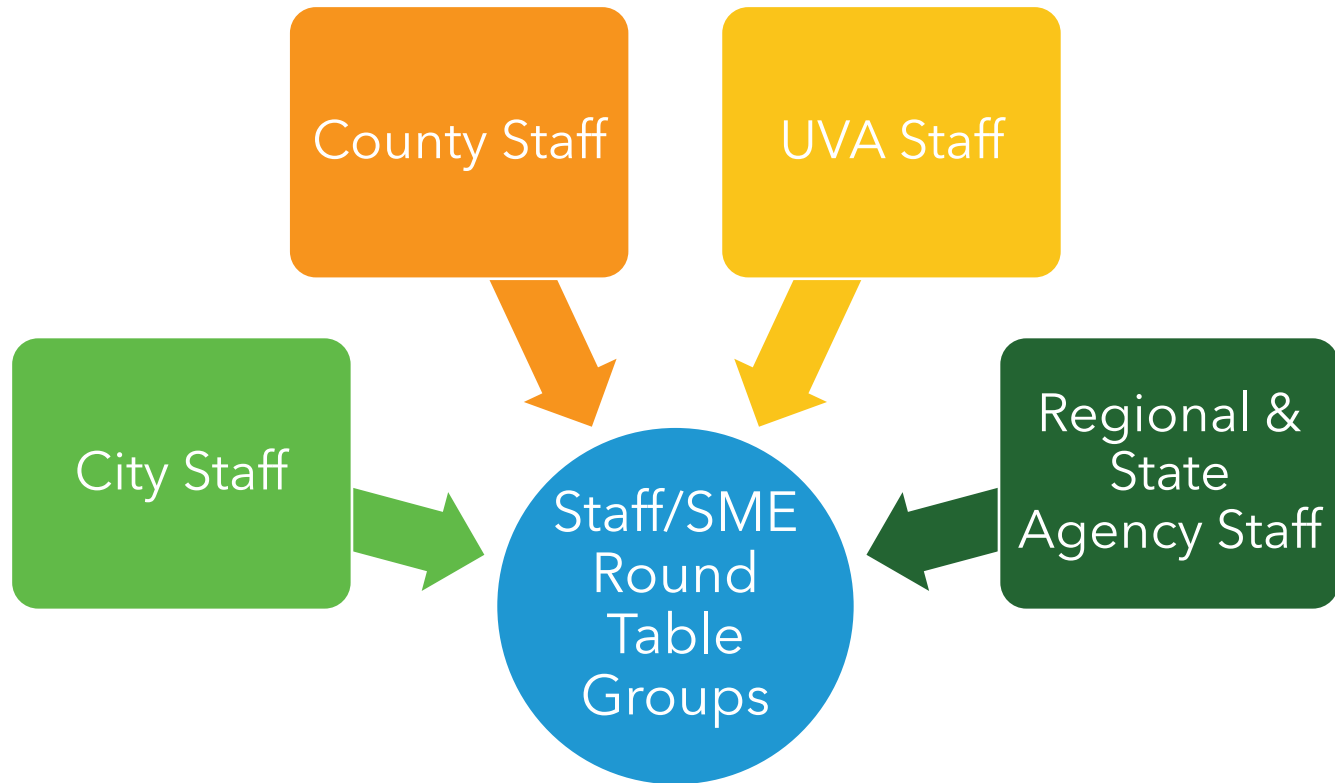 County Staff
UVA Staff
City Staff
Regional &
State
Agency Staff
Staff/SME
Round
Table
Groups